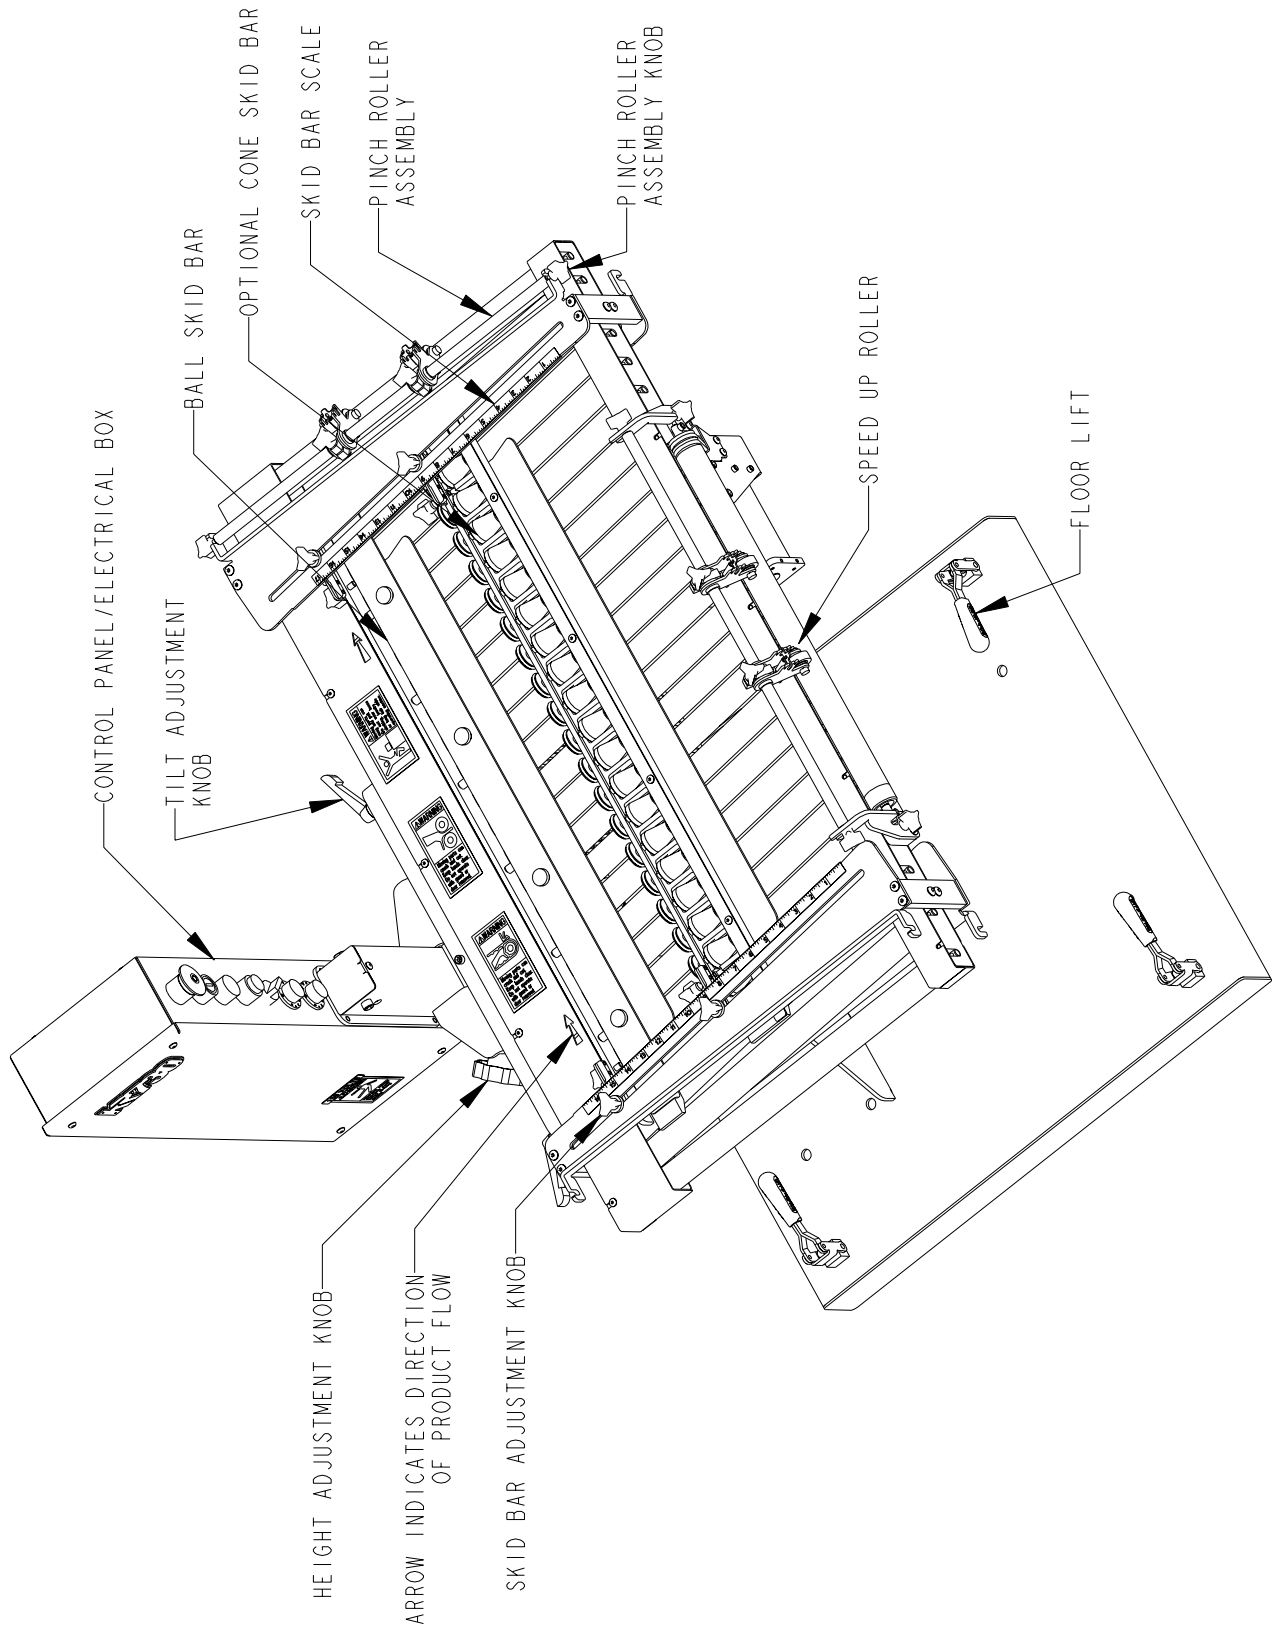 CONTROL PANEL/ELECTRICAL BOX
TILT ADJUSTMENT
KNOB
BALL SKID BAR
OPTIONAL CONE SKID BAR
SKID BAR SCALE
PINCH ROLLER
ASSEMBLY
PINCH ROLLER
ASSEMBLY KNOB
SPEED UP ROLLER
FLOOR LIFT
HEIGHT ADJUSTMENT KNOB
ARROW INDICATES DIRECTION
OF PRODUCT FLOW
SKID BAR ADJUSTMENT KNOB
WARNING
WARNING